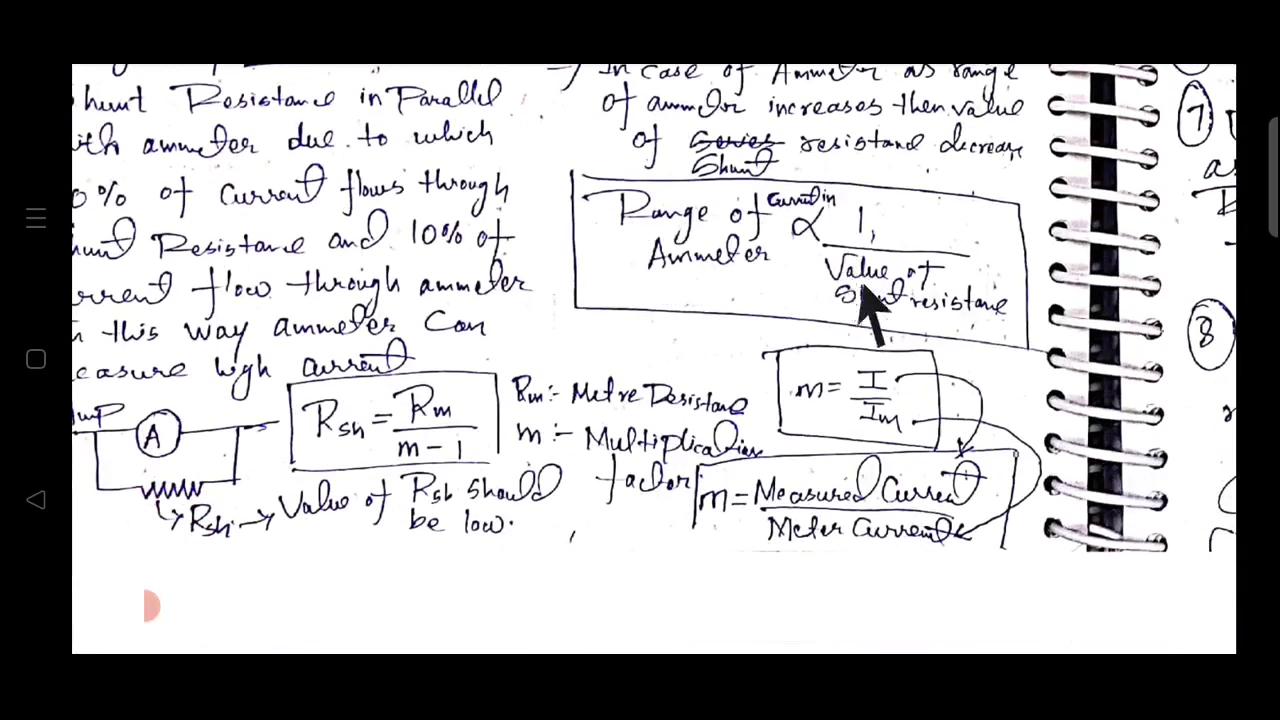 hunt Resistance in Parallel
ith ammeter due to which
0% of current flows through
hunt Resistance and 10% of
urrent flow through ammeter
this way ammeter Can
easure high current
A
Rsh = Rm / m - 1
Rsh → Value of Rsh should
be low.
→ In case of Ammeter as range
of ammeter increases then value
of Series resistance decrease
Shunt
Range of Ammeter ∝ 1 / Value of Shunt resistance
Rm :- Metre Resistance
m :- Multiplication
factor
m = I / Im
m = Measured Current / Meter Current
7
8